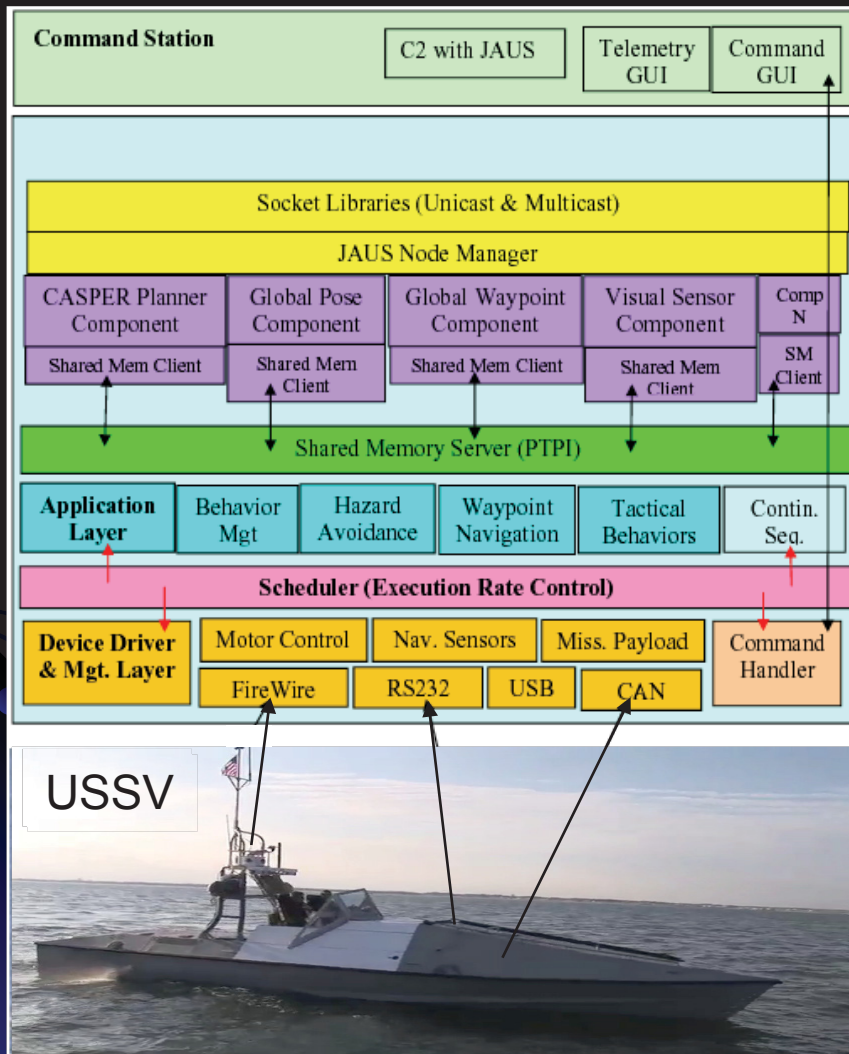 Command Station
C2 with JAUS
Telemetry
GUI
Command
GUI
Socket Libraries (Unicast & Multicast)
JAUS Node Manager
CASPER Planner
Component
Shared Mem Client
Global Pose
Component
Shared Mem
Client
Global Waypoint
Component
Shared Mem Client
Visual Sensor
Component
Shared Mem
Client
Comp
N
SM
Client
Shared Memory Server (PTPI)
Application
Layer
Behavior
Mgt
Hazard
Avoidance
Waypoint
Navigation
Tactical
Behaviors
Contin.
Seq.
Scheduler (Execution Rate Control)
Device Driver
& Mgt. Layer
Motor Control
Nav. Sensors
Miss. Payload
FireWire
RS232
USB
CAN
Command
Handler
USSV